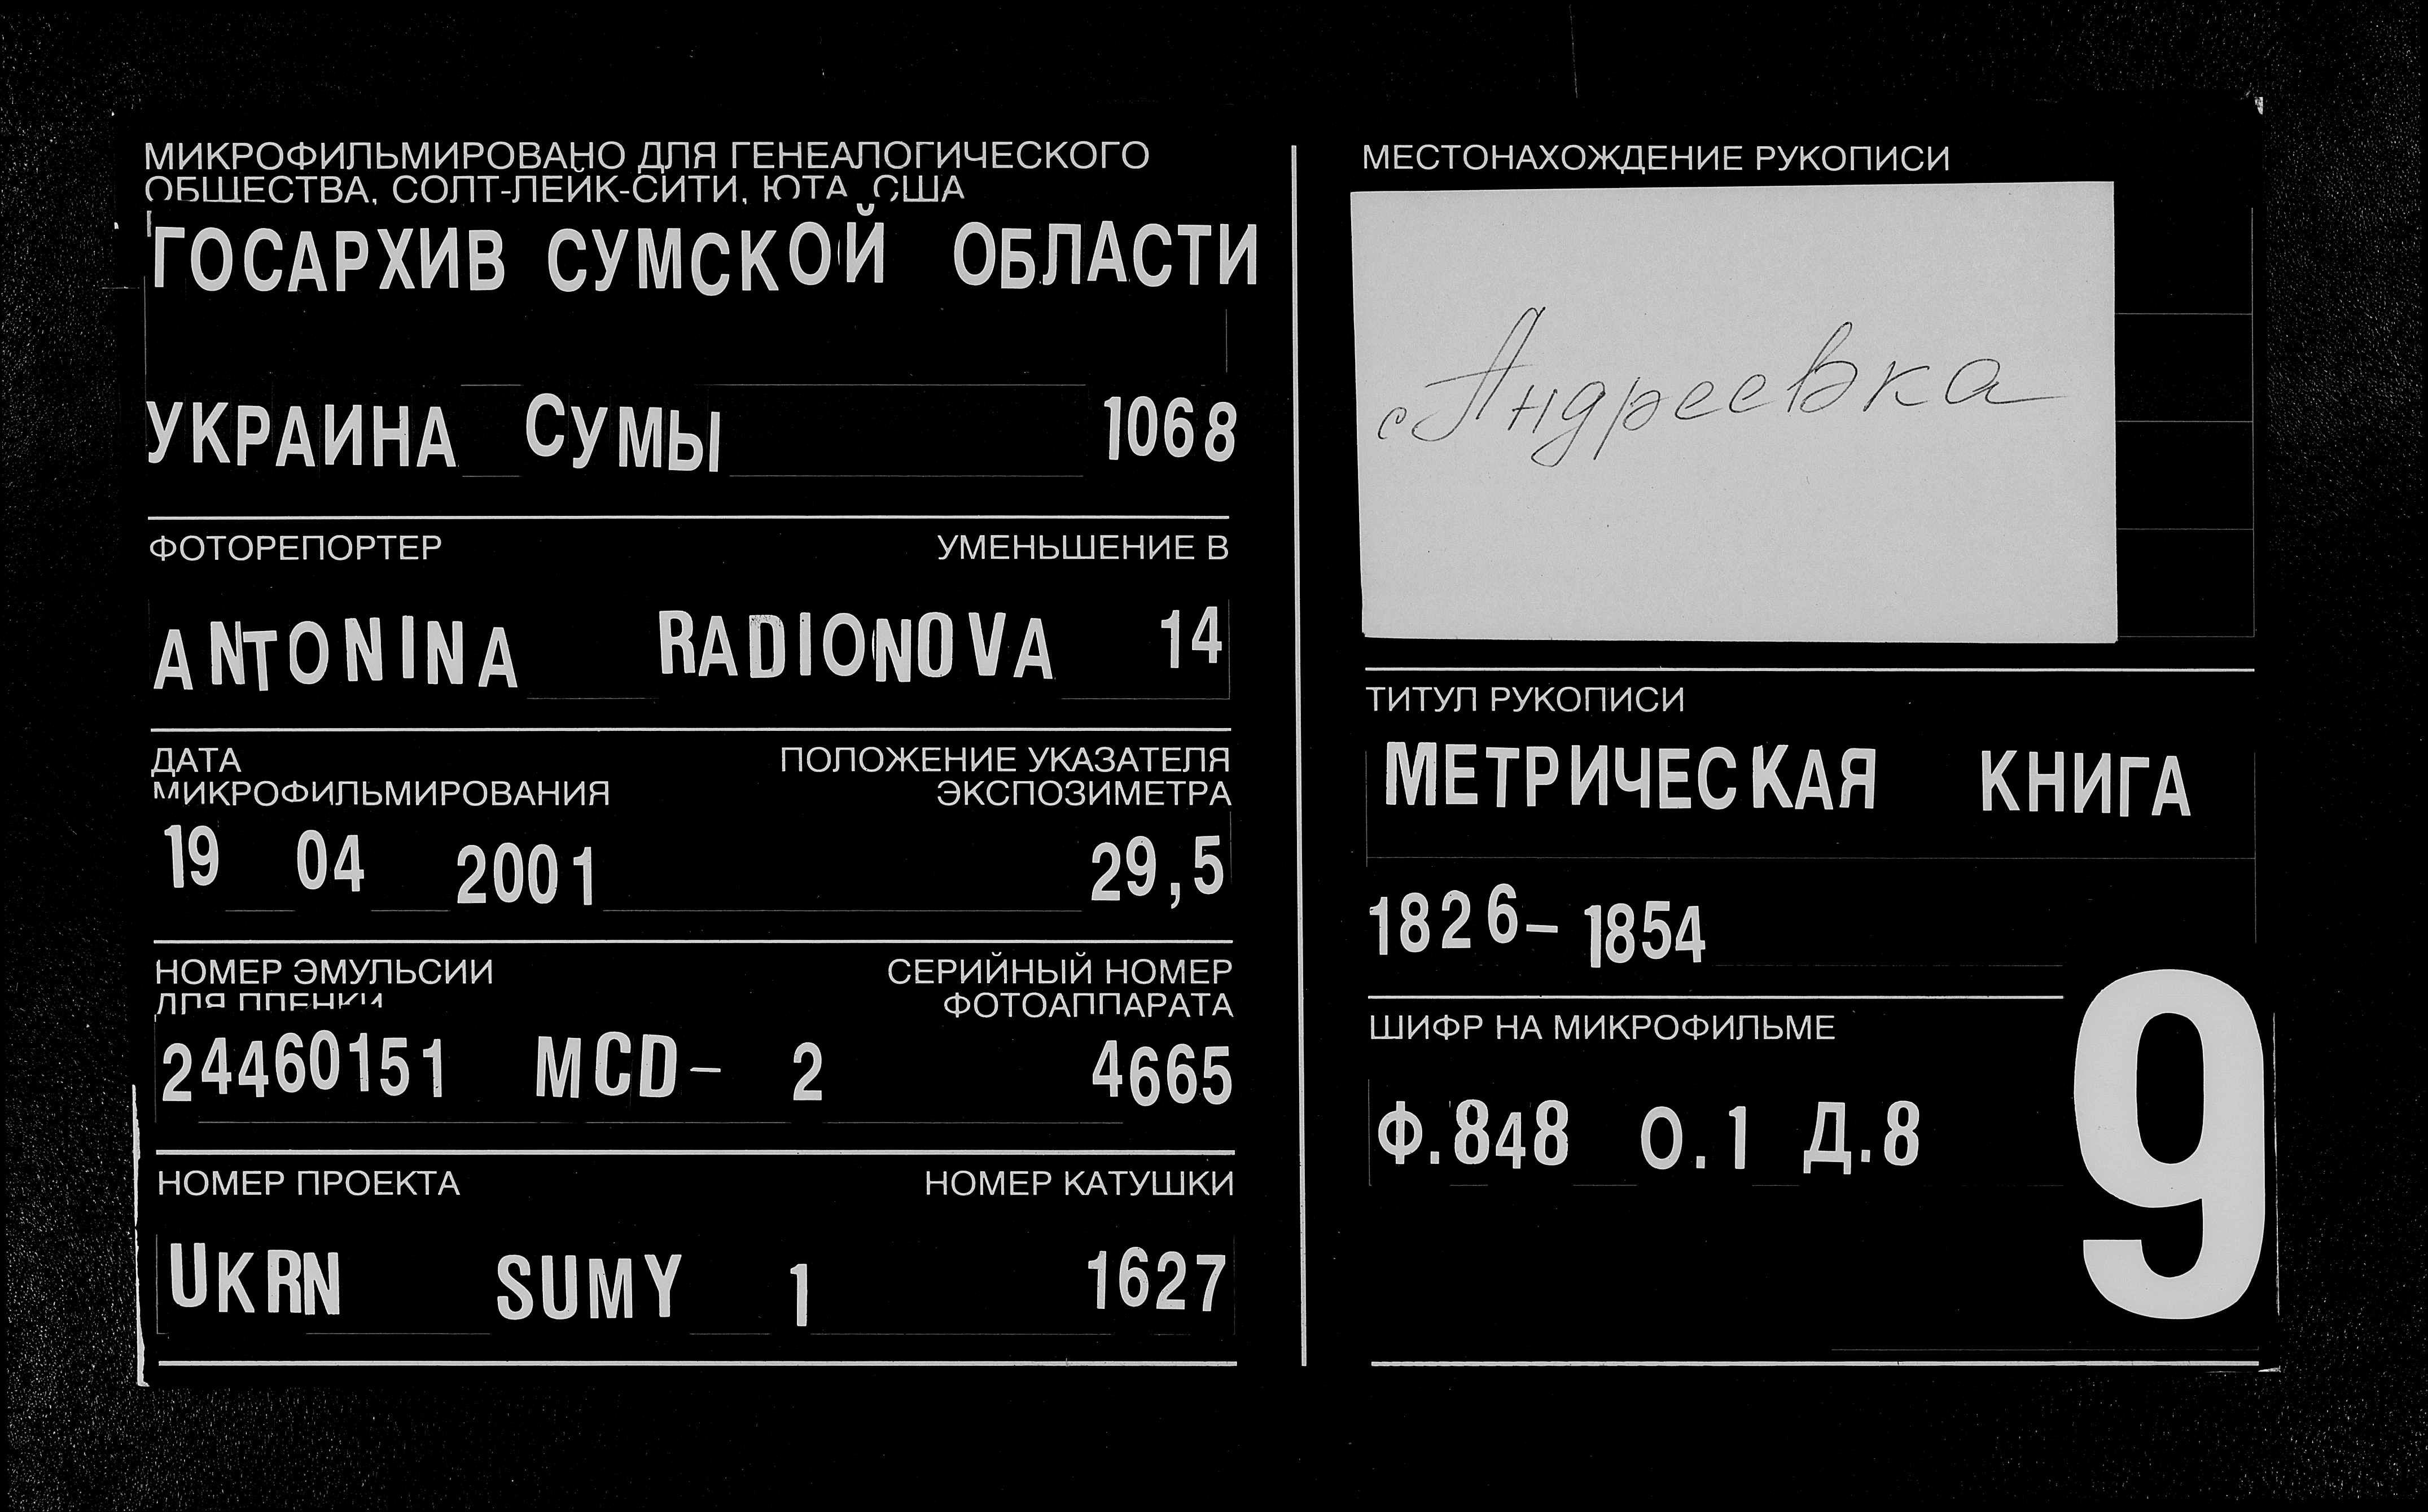 МИКРОФИЛЬМИРОВАНО ДЛЯ ГЕНЕАЛОГИЧЕСКОГО
ОБЩЕСТВА, СОЛТ-ЛЕЙК-СИТИ, ЮТА, США
ГОСАРХИВ СУМСКОЙ ОБЛАСТИ
УКРАИНА СУМЫ 1068
ФОТОРЕПОРТЕР УМЕНЬШЕНИЕ В
ANTONINA RADIONOVA 14
ДАТА ПОЛОЖЕНИЕ УКАЗАТЕЛЯ
МИКРОФИЛЬМИРОВАНИЯ ЭКСПОЗИМЕТРА
19 04 2001 29,5
НОМЕР ЭМУЛЬСИИ СЕРИЙНЫЙ НОМЕР
ДЛЯ ПЛЕНКИ ФОТОАППАРАТА
24460151 MCD- 2 4665
НОМЕР ПРОЕКТА НОМЕР КАТУШКИ
UKRN SUMY 1 1627
МЕСТОНАХОЖДЕНИЕ РУКОПИСИ
с Андреевка
ТИТУЛ РУКОПИСИ
МЕТРИЧЕСКАЯ КНИГА
1826- 1854
ШИФР НА МИКРОФИЛЬМЕ
Ф.848 О.1 Д.8
9